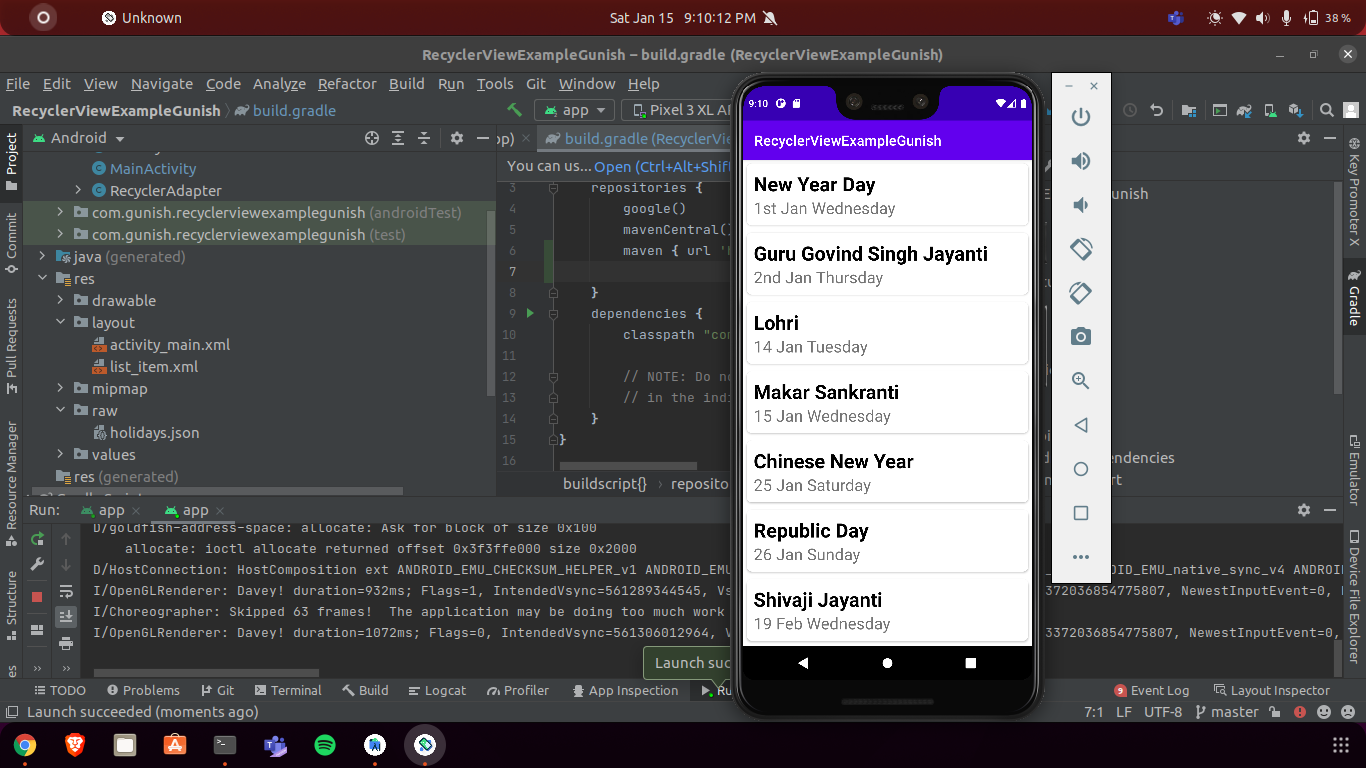 Unknown
Sat Jan 15 9:10:12 PM
38 %
RecyclerViewExampleGunish – build.gradle (RecyclerViewExampleGunish)
File Edit View Navigate Code Analyze Refactor Build Run Tools Git Window Help
RecyclerViewExampleGunish build.gradle
app
Pixel 3 XL
Android
build.gradle (RecyclerVie
You can us... Open (Ctrl+Alt+Shif
MainActivity
RecyclerAdapter
com.gunish.recyclerviewexamplegunish (androidTest)
com.gunish.recyclerviewexamplegunish (test)
java (generated)
res
drawable
layout
activity_main.xml
list_item.xml
mipmap
raw
holidays.json
values
res (generated)
3 repositories {
4 google()
5 mavenCentral()
6 maven { url '
7
8 }
9 dependencies {
10 classpath "co
11
12 // NOTE: Do no
13 // in the ind
14 }
15 }
16
buildscript{} › reposito
Project
Commit
Pull Requests
Resource Manager
Structure
9:10
RecyclerViewExampleGunish
New Year Day
1st Jan Wednesday
Guru Govind Singh Jayanti
2nd Jan Thursday
Lohri
14 Jan Tuesday
Makar Sankranti
15 Jan Wednesday
Chinese New Year
25 Jan Saturday
Republic Day
26 Jan Sunday
Shivaji Jayanti
19 Feb Wednesday
unish
endencies
Key Promoter X
Gradle
Emulator
Device File Explorer
Run: app app
D/goldfish-address-space: allocate: Ask for block of size 0x100
allocate: ioctl allocate returned offset 0x3f3ffe000 size 0x2000
D/HostConnection: HostComposition ext ANDROID_EMU_CHECKSUM_HELPER_v1 ANDROID_EMU
OID_EMU_native_sync_v4 ANDROI
I/OpenGLRenderer: Davey! duration=932ms; Flags=1, IntendedVsync=561289344545, Vs
372036854775807, NewestInputEvent=0,
I/Choreographer: Skipped 63 frames! The application may be doing too much work
I/OpenGLRenderer: Davey! duration=1072ms; Flags=0, IntendedVsync=561306012964,
3372036854775807, NewestInputEvent=0,
Launch suc
TODO Problems Git Terminal Build Logcat Profiler App Inspection Ru
9 Event Log Layout Inspector
Launch succeeded (moments ago)
7:1 LF UTF-8 master